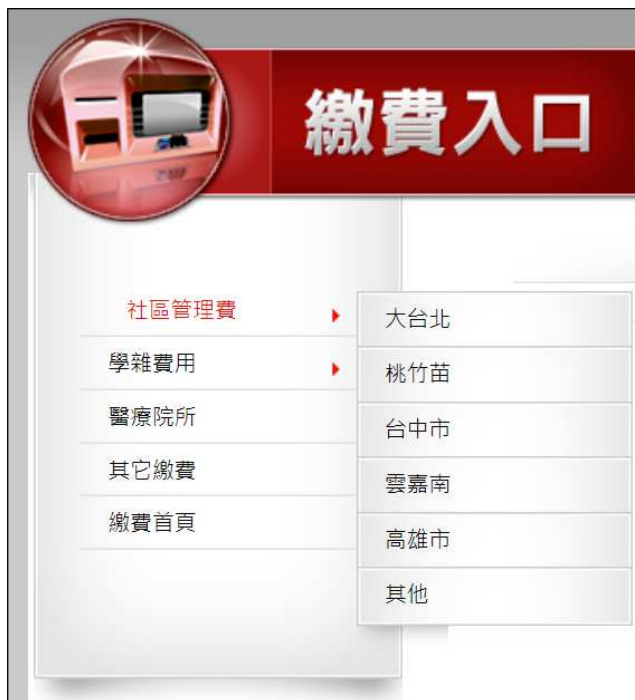 繳費入口
社區管理費
學雜費用
醫療院所
其它繳費
繳費首頁
大台北
桃竹苗
台中市
雲嘉南
高雄市
其他